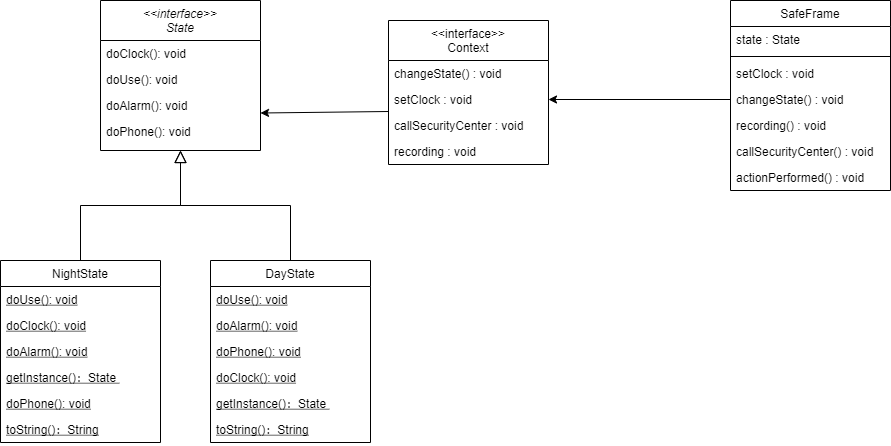 <<interface>>
State
doClock(): void
doUse(): void
doAlarm(): void
doPhone(): void
<<interface>>
Context
changeState() : void
setClock : void
callSecurityCenter : void
recording : void
SafeFrame
state : State
setClock : void
changeState() : void
recording() : void
callSecurityCenter() : void
actionPerformed() : void
NightState
doUse(): void
doClock(): void
doAlarm(): void
getInstance()：State
doPhone(): void
toString()：String
DayState
doUse(): void
doAlarm(): void
doPhone(): void
doClock(): void
getInstance()：State
toString()：String